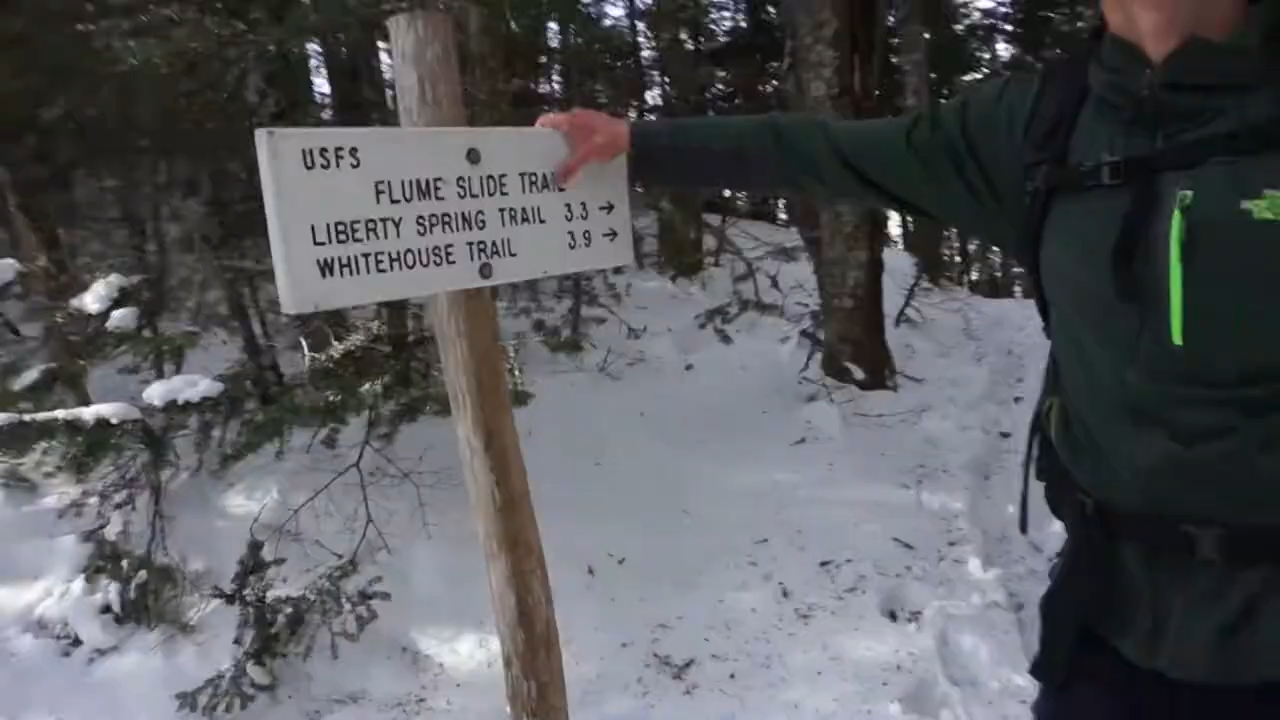 USFS
FLUME SLIDE TRAIL
LIBERTY SPRING TRAIL 3.3 →
WHITEHOUSE TRAIL 3.9 →